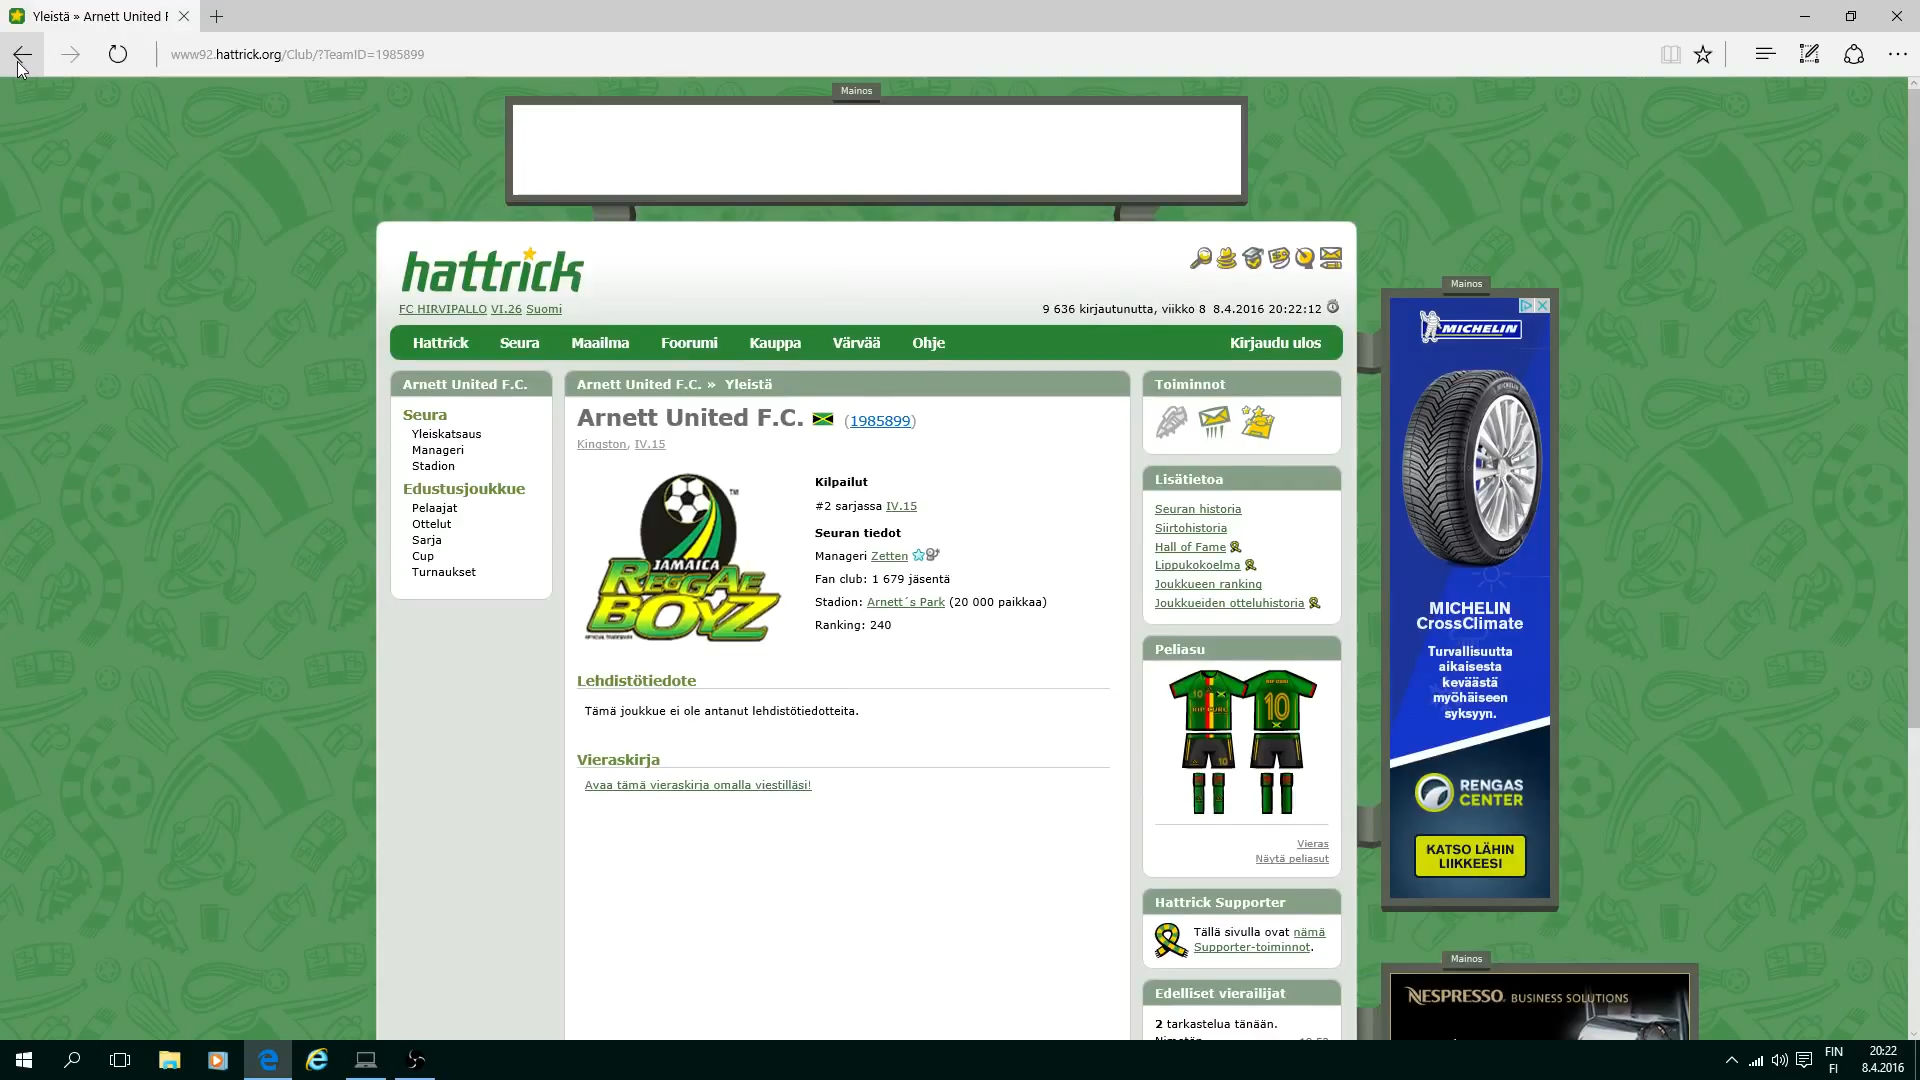 Yleistä » Arnett United F
www92.hattrick.org/Club/?TeamID=1985899
Mainos
hattrick
FC HIRVIPALLO VI.26 Suomi
9 636 kirjautunutta, viikko 8 8.4.2016 20:22:12
Hattrick Seura Maailma Foorumi Kauppa Värvää Ohje Kirjaudu ulos
Arnett United F.C.
Seura
Yleiskatsaus
Manageri
Stadion
Edustusjoukkue
Pelaajat
Ottelut
Sarja
Cup
Turnaukset
Arnett United F.C. » Yleistä
Arnett United F.C. (1985899)
Kingston, IV.15
JAMAICA
REGGAE
BOYZ
TM
Kilpailut
#2 sarjassa IV.15
Seuran tiedot
Manageri Zetten
Fan club: 1 679 jäsentä
Stadion: Arnett´s Park (20 000 paikkaa)
Ranking: 240
Lehdistötiedote
Tämä joukkue ei ole antanut lehdistötiedotteita.
Vieraskirja
Avaa tämä vieraskirja omalla viestilläsi!
Toiminnot
Lisätietoa
Seuran historia
Siirtohistoria
Hall of Fame
Lippukokoelma
Joukkueen ranking
Joukkueiden otteluhistoria
Peliasu
10
10
10
Vieras
Näytä peliasut
Hattrick Supporter
Tällä sivulla ovat nämä
Supporter-toiminnot.
Edelliset vierailijat
2 tarkastelua tänään.
Mainos
MICHELIN
MICHELIN
CrossClimate
Turvallisuutta
aikaisesta
keväästä
myöhäiseen
syksyyn.
RENGAS
CENTER
KATSO LÄHIN
LIIKKEESI
Mainos
NESPRESSO. BUSINESS SOLUTIONS
FIN
FI
20:22
8.4.2016